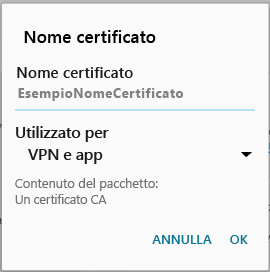 Nome certificato
Nome certificato
EsempioNomeCertificato
Utilizzato per
VPN e app
Contenuto del pacchetto:
Un certificato CA
ANNULLA OK